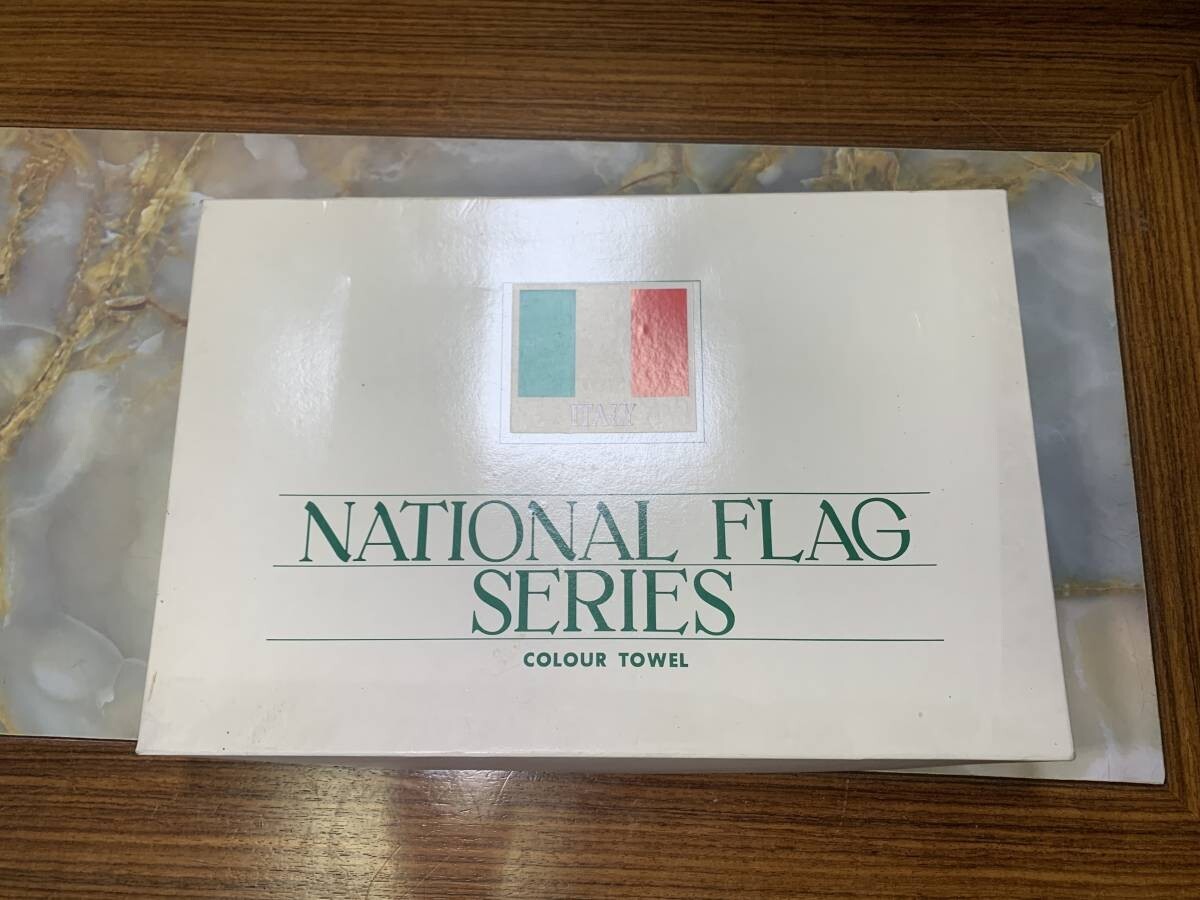 ITALY
NATIONAL FLAG
SERIES
COLOUR TOWEL